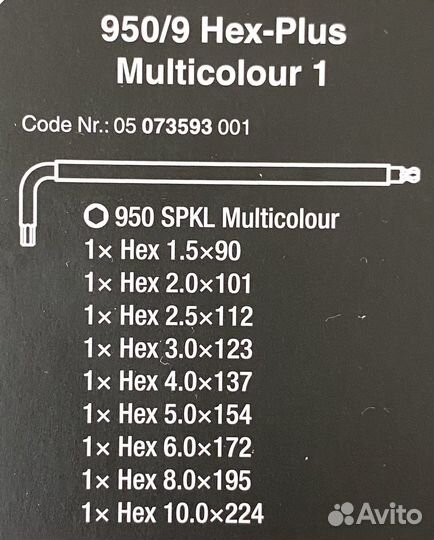 950/9 Hex-Plus
Multicolour 1
Code Nr.: 05 073593 001
950 SPKL Multicolour
1× Hex 1.5×90
1× Hex 2.0×101
1× Hex 2.5×112
1× Hex 3.0×123
1× Hex 4.0×137
1× Hex 5.0×154
1× Hex 6.0×172
1× Hex 8.0×195
1× Hex 10.0×224
Avito